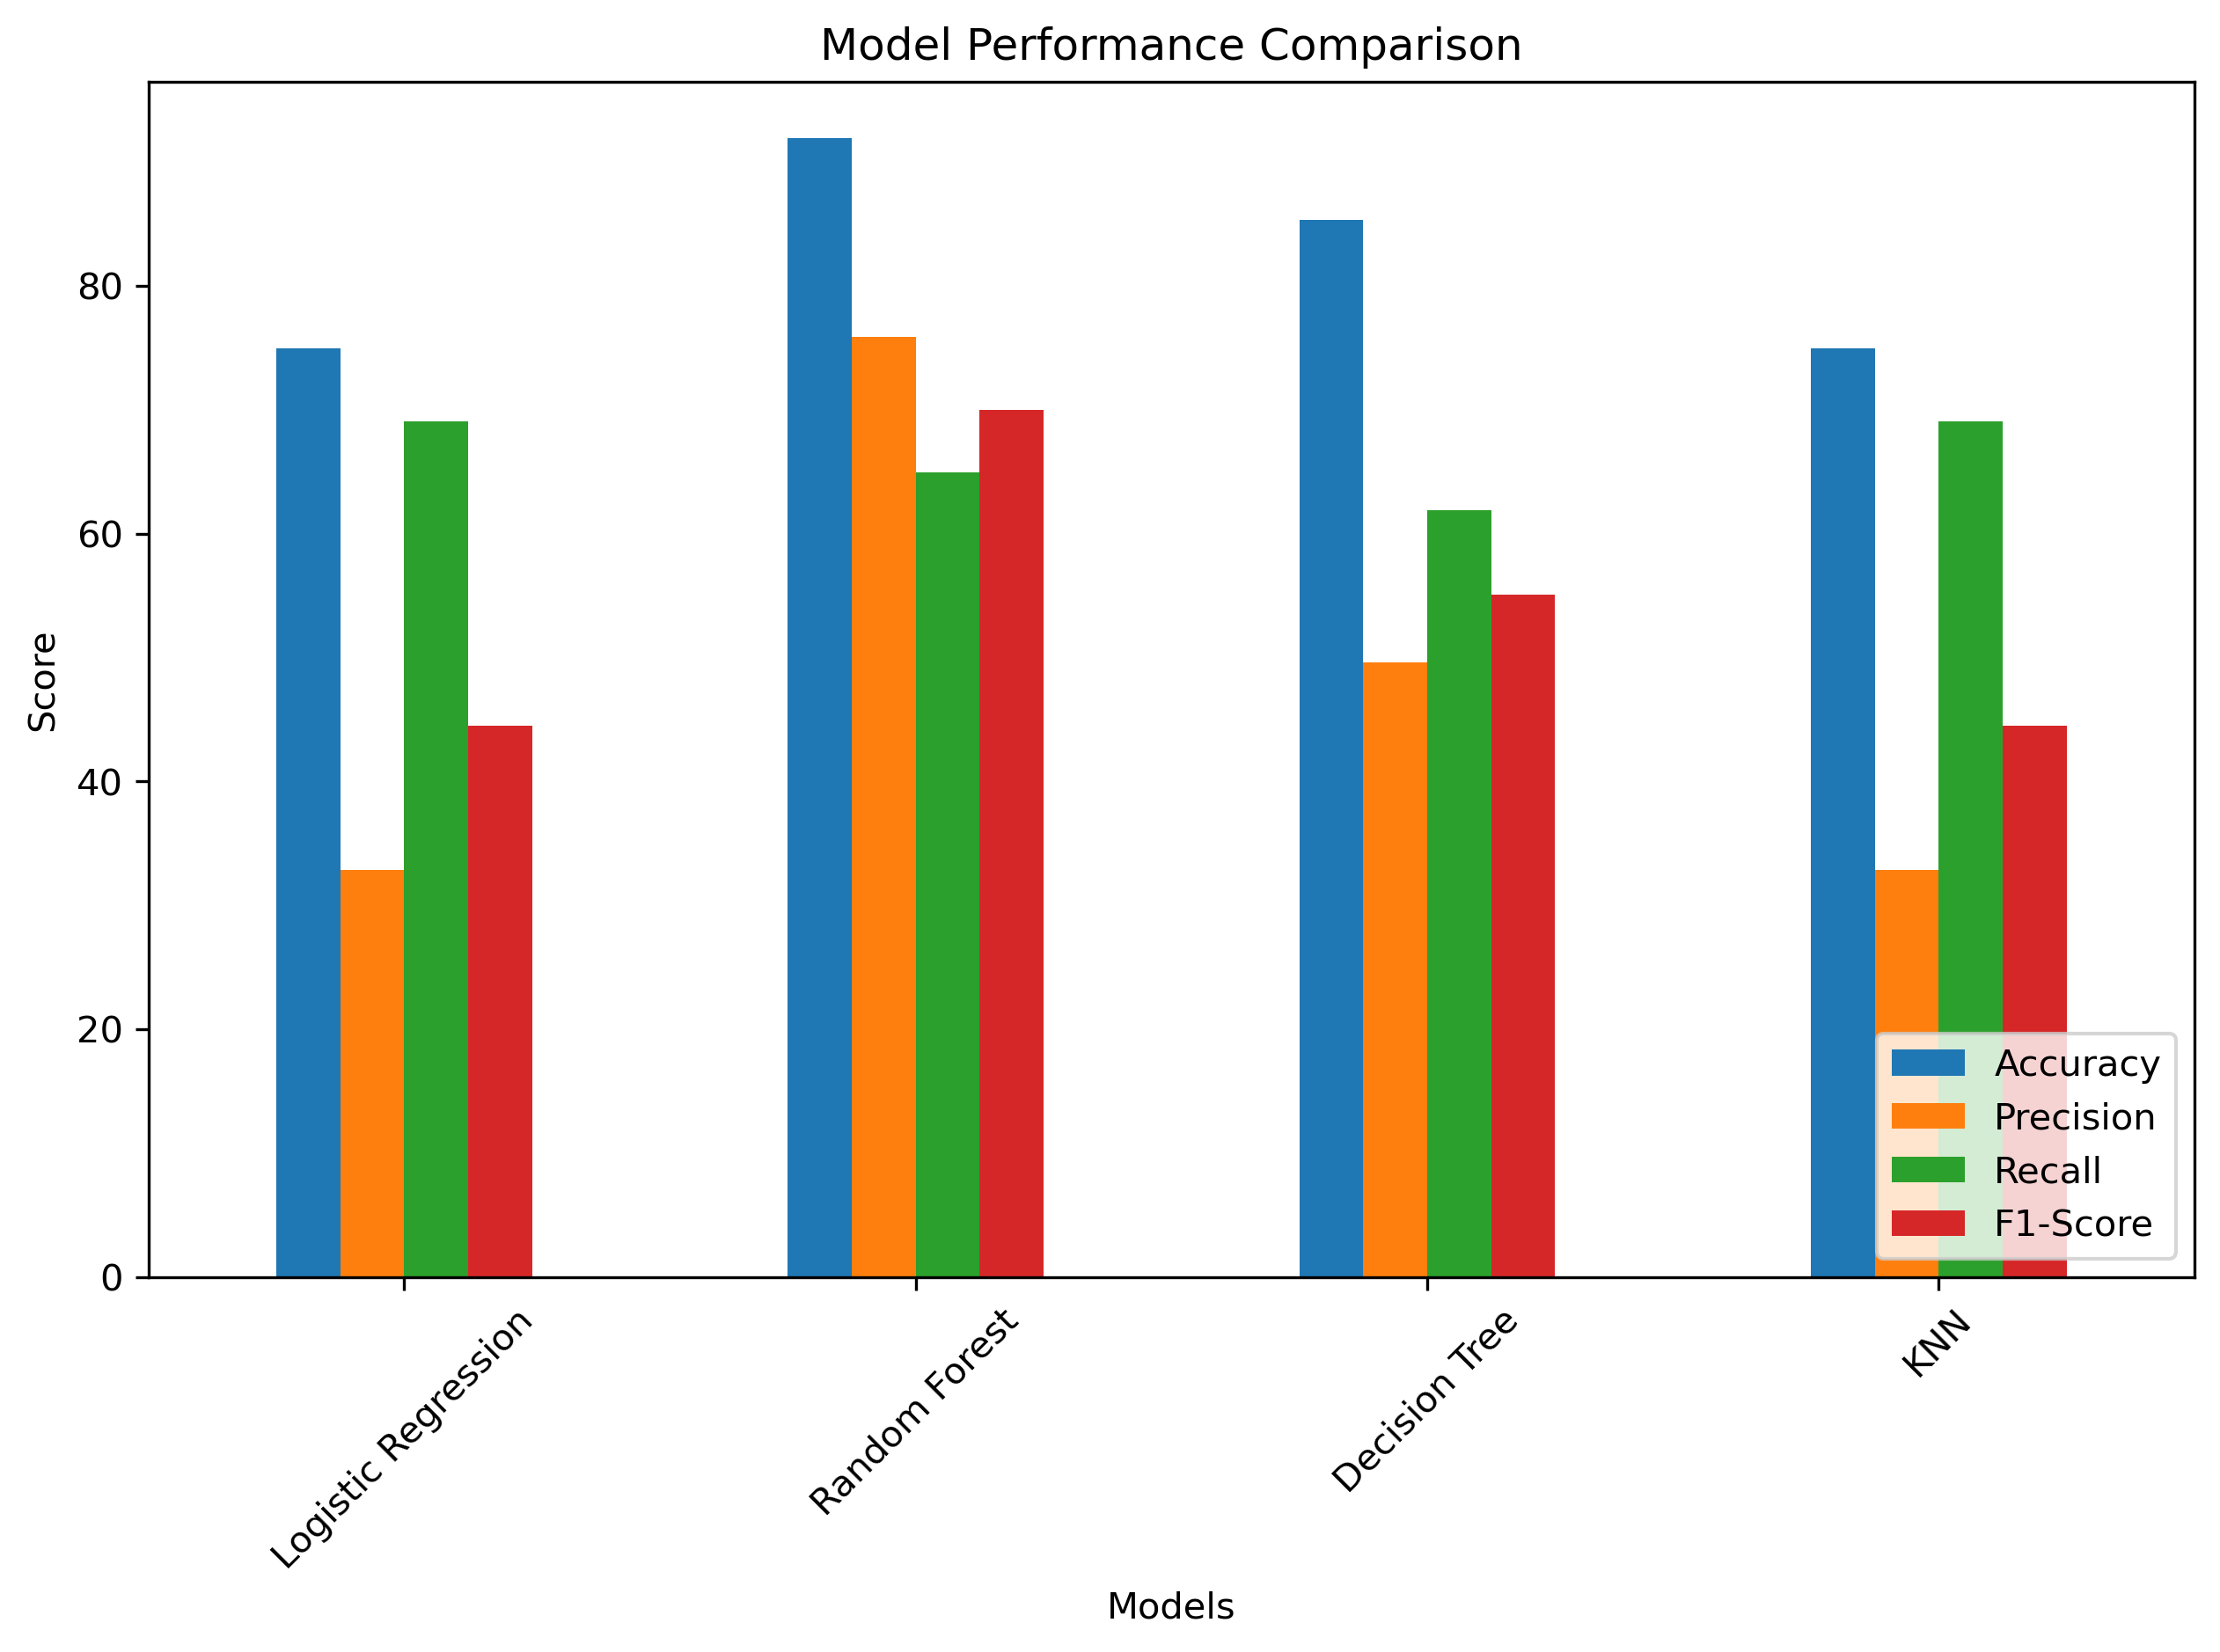 Model Performance Comparison
Score
80
60
40
20
0
Accuracy
Precision
Recall
F1-Score
Logistic Regression
Random Forest
Decision Tree
KNN
Models